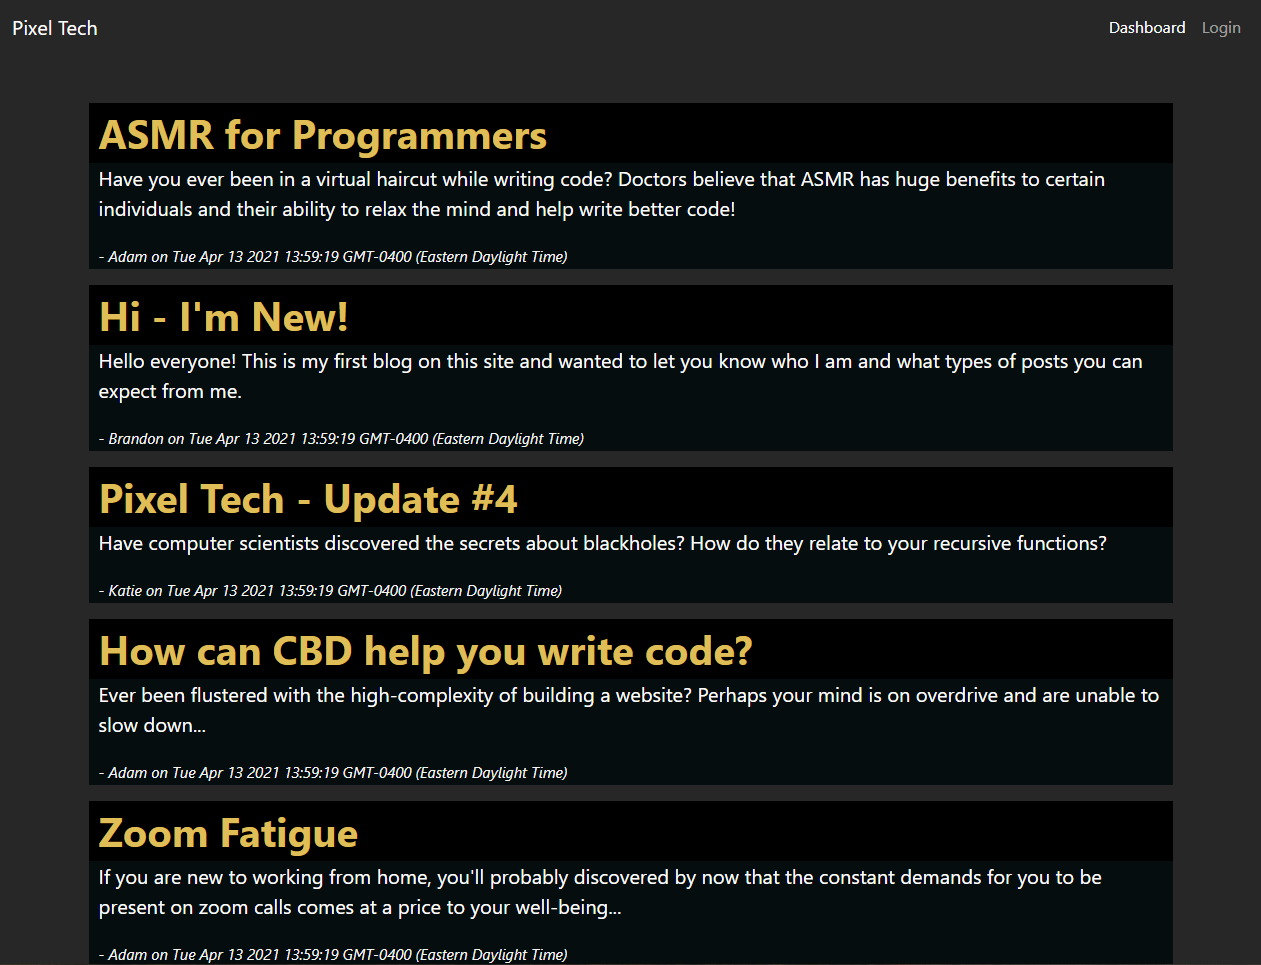 Pixel Tech
Dashboard Login
ASMR for Programmers
Have you ever been in a virtual haircut while writing code? Doctors believe that ASMR has huge benefits to certain
individuals and their ability to relax the mind and help write better code!
- Adam on Tue Apr 13 2021 13:59:19 GMT-0400 (Eastern Daylight Time)
Hi - I'm New!
Hello everyone! This is my first blog on this site and wanted to let you know who I am and what types of posts you can
expect from me.
- Brandon on Tue Apr 13 2021 13:59:19 GMT-0400 (Eastern Daylight Time)
Pixel Tech - Update #4
Have computer scientists discovered the secrets about blackholes? How do they relate to your recursive functions?
- Katie on Tue Apr 13 2021 13:59:19 GMT-0400 (Eastern Daylight Time)
How can CBD help you write code?
Ever been flustered with the high-complexity of building a website? Perhaps your mind is on overdrive and are unable to
slow down...
- Adam on Tue Apr 13 2021 13:59:19 GMT-0400 (Eastern Daylight Time)
Zoom Fatigue
If you are new to working from home, you'll probably discovered by now that the constant demands for you to be
present on zoom calls comes at a price to your well-being...
- Adam on Tue Apr 13 2021 13:59:19 GMT-0400 (Eastern Daylight Time)